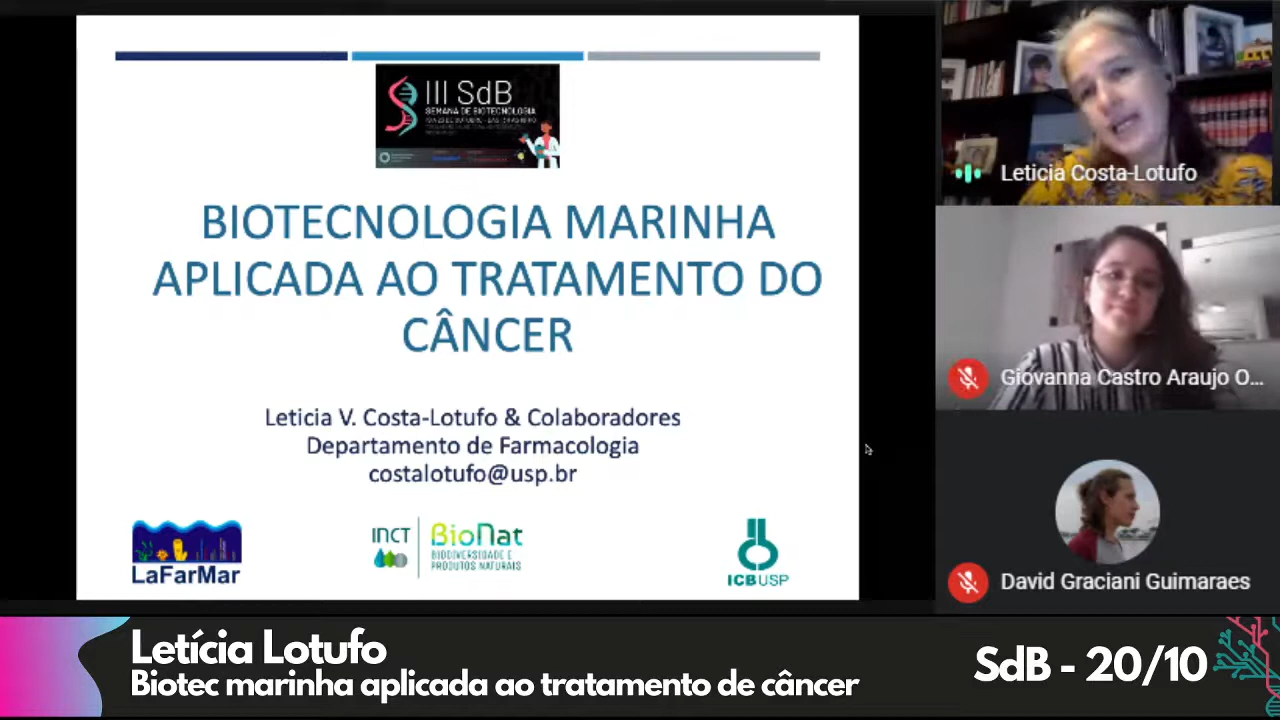 III SdB
SEMANA DE BIOTECNOLOGIA
BIOTECNOLOGIA MARINHA
APLICADA AO TRATAMENTO DO
CÂNCER
Leticia V. Costa-Lotufo & Colaboradores
Departamento de Farmacologia
costalotufo@usp.br
LaFarMar
INCT
BioNat
BIODIVERSIDADE E
PRODUTOS NATURAIS
ICBUSP
Leticia Costa-Lotufo
Giovanna Castro Araujo O...
David Graciani Guimaraes
Letícia Lotufo
Biotec marinha aplicada ao tratamento de câncer
SdB - 20/10